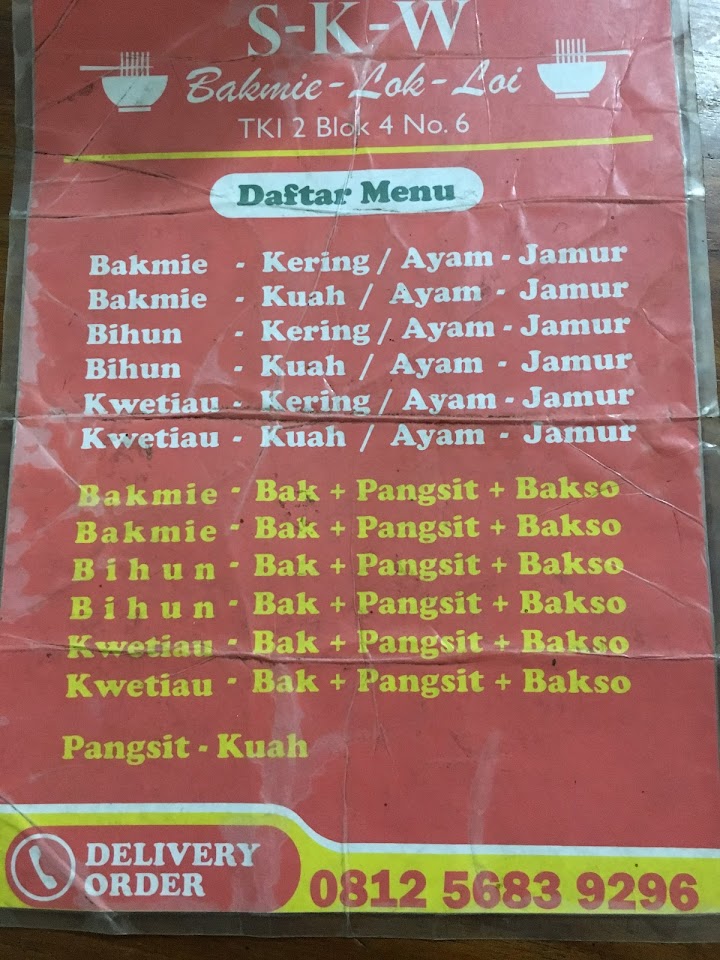 S-K-W
Bakmie - Lok - Loi
TKI 2 Blok 4 No. 6
Daftar Menu
Bakmie - Kering / Ayam - Jamur
Bakmie - Kuah / Ayam - Jamur
Bihun - Kering / Ayam - Jamur
Bihun - Kuah / Ayam - Jamur
Kwetiau - Kering / Ayam - Jamur
Kwetiau - Kuah / Ayam - Jamur
Bakmie - Bak + Pangsit + Bakso
Bakmie - Bak + Pangsit + Bakso
Bihun - Bak + Pangsit + Bakso
Bihun - Bak + Pangsit + Bakso
Kwetiau - Bak + Pangsit + Bakso
Kwetiau - Bak + Pangsit + Bakso
Pangsit - Kuah
DELIVERY
ORDER
0812 5683 9296